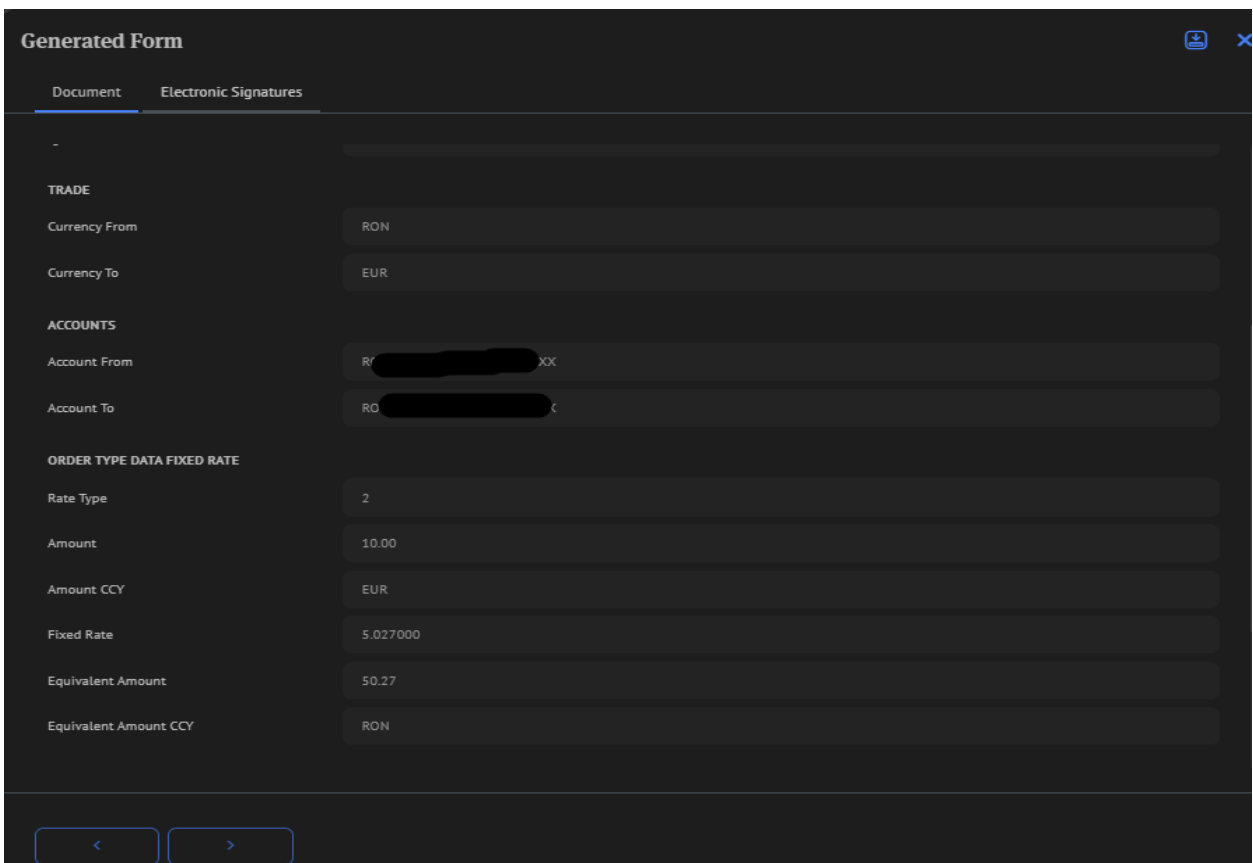 Generated Form
Document Electronic Signatures
TRADE
Currency From RON
Currency To EUR
ACCOUNTS
Account From XX
Account To RO
ORDER TYPE DATA FIXED RATE
Rate Type 2
Amount 10.00
Amount CCY EUR
Fixed Rate 5.027000
Equivalent Amount 50.27
Equivalent Amount CCY RON
< >